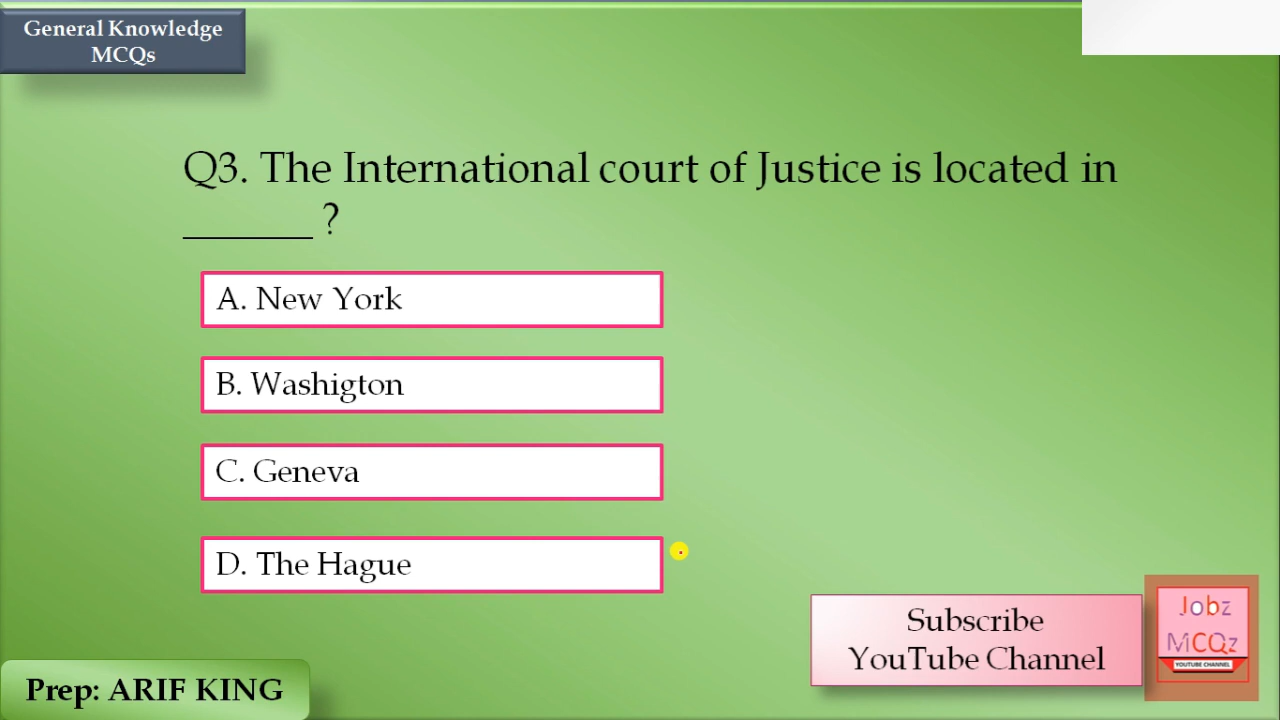 General Knowledge
MCQs
Q3. The International court of Justice is located in
______ ?
A. New York
B. Washigton
C. Geneva
D. The Hague
Subscribe
YouTube Channel
Jobz
MCQz
YOUTUBE CHANNEL
Prep: ARIF KING